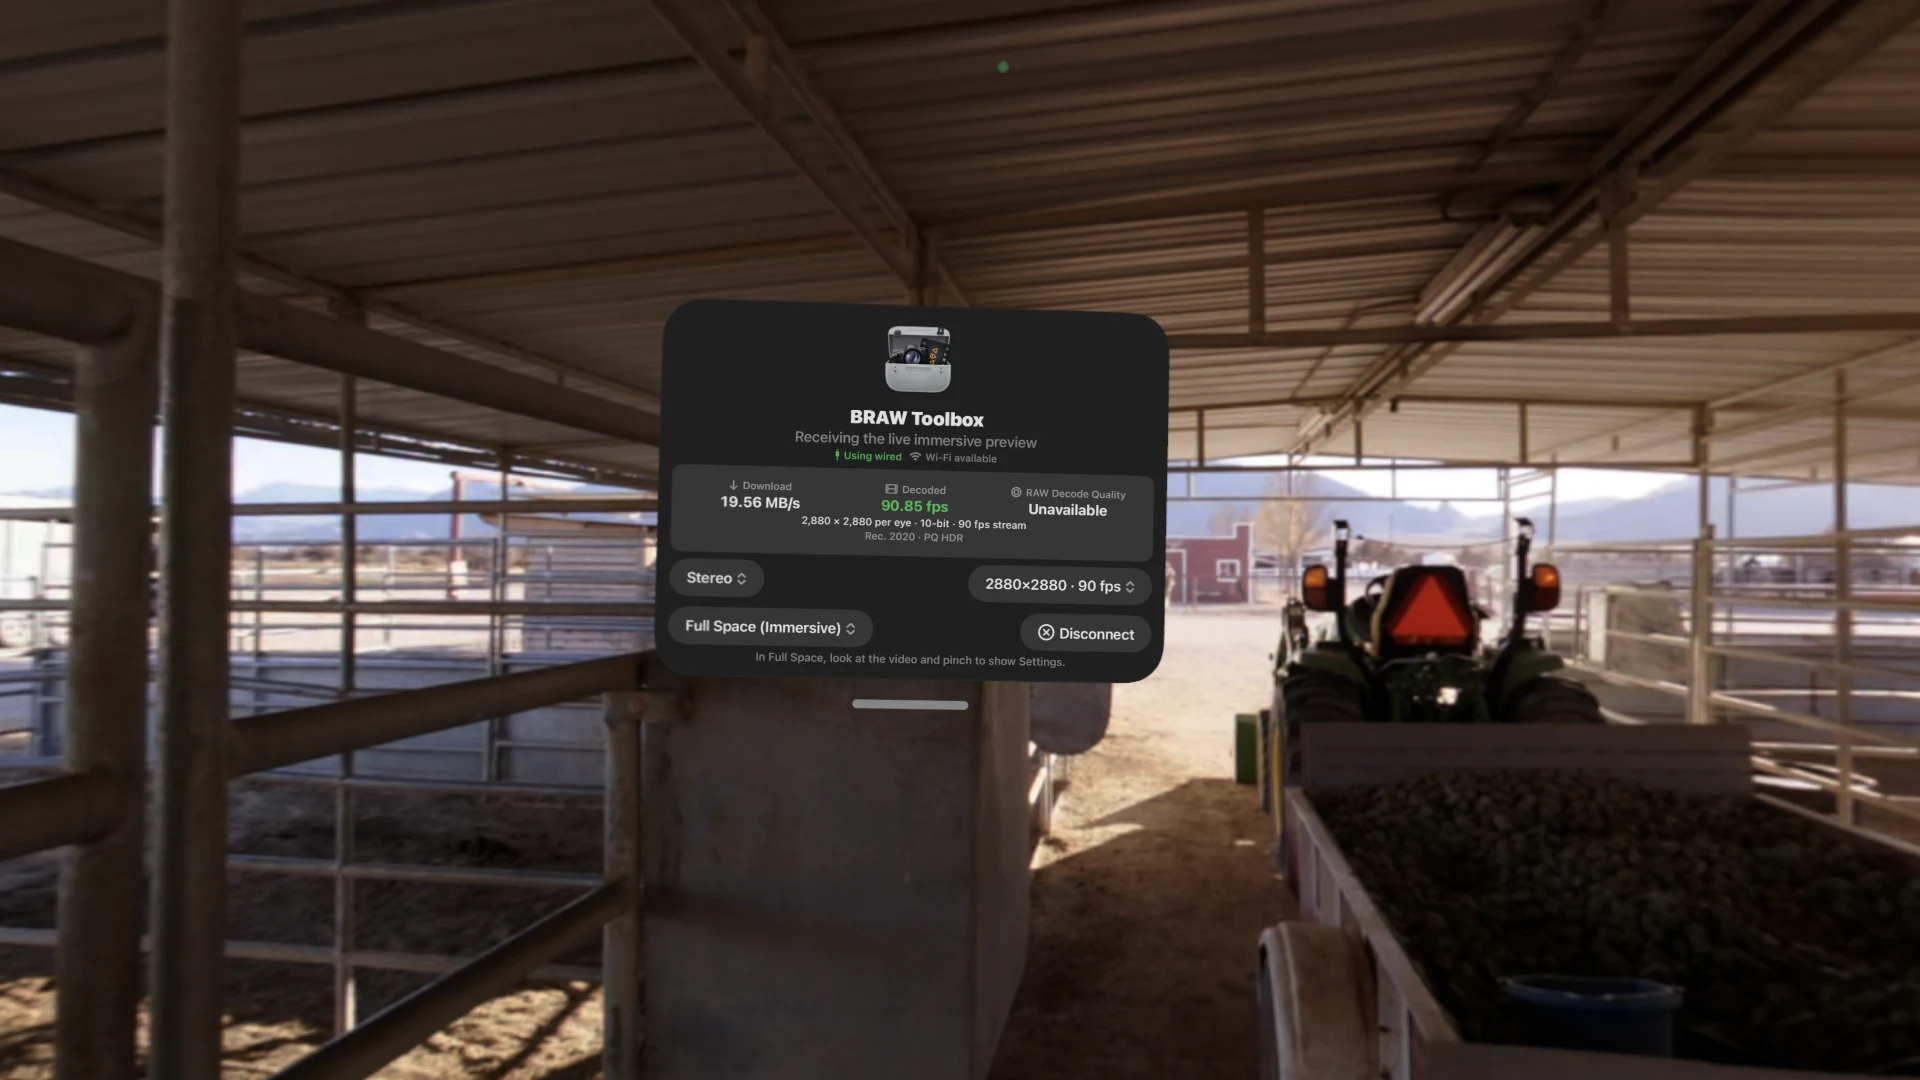 BRAW Toolbox
Receiving the live immersive preview
Using wired Wi-Fi available
Download Decoded RAW Decode Quality
19.56 MB/s 90.85 fps Unavailable
2,880 × 2,880 per eye · 10-bit · 90 fps stream
Rec. 2020 · PQ HDR
Stereo 2880×2880 · 90 fps
Full Space (Immersive) Disconnect
In Full Space, look at the video and pinch to show Settings.